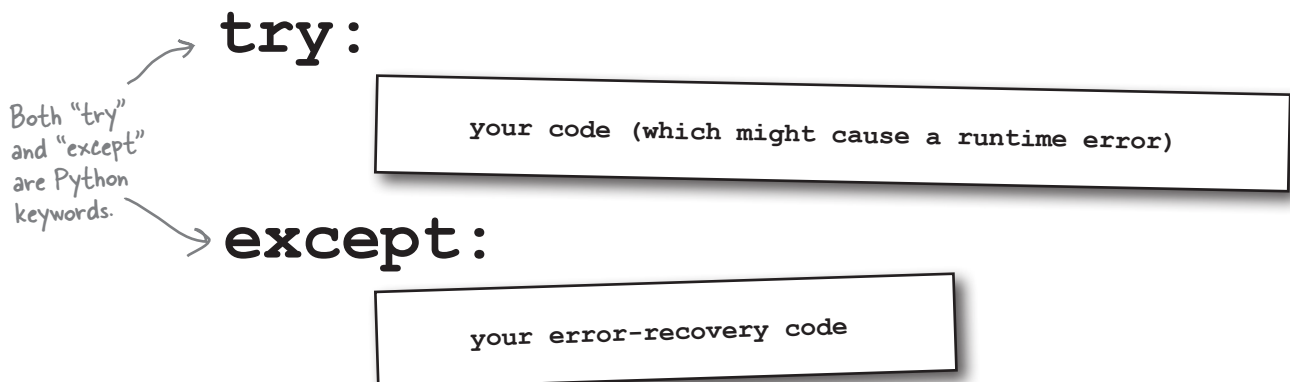 try:
Both “try”
and “except”
are Python
keywords.
your code (which might cause a runtime error)
except:
your error-recovery code